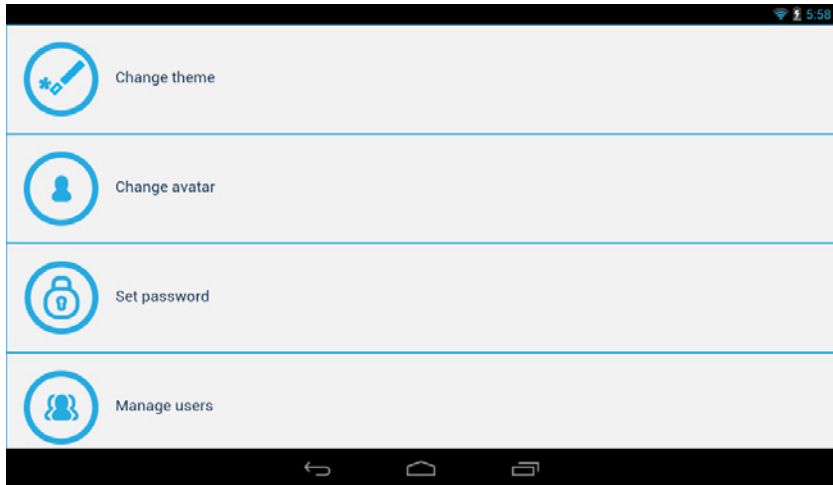 5:58
Change theme
Change avatar
Set password
Manage users